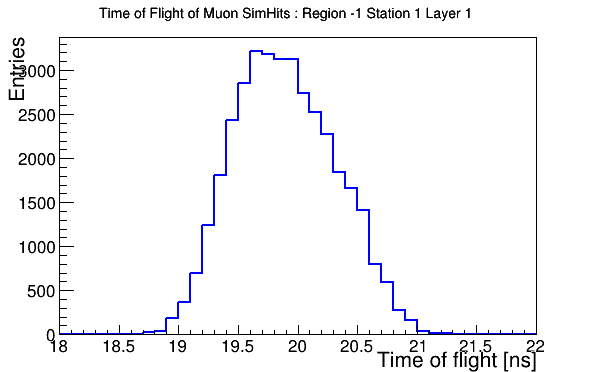 Time of Flight of Muon SimHits : Region -1 Station 1 Layer 1
Entries
3000
2500
2000
1500
1000
500
0
18 18.5 19 19.5 20 20.5 21 21.5 22
Time of flight [ns]